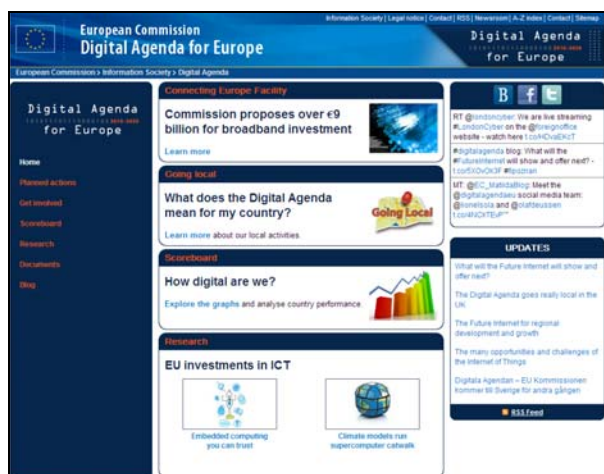 Information Society | Legal notice | Contact | RSS | Newsroom | A-Z index | Contact | Sitemap
European Commission
Digital Agenda for Europe
Digital Agenda
2010-2020
for Europe
European Commission > Information Society > Digital Agenda
Digital Agenda
2010-2020
for Europe
Home
Planned actions
Get involved
Scoreboard
Research
Documents
Blog
Connecting Europe Facility
Commission proposes over €9
billion for broadband investment
Learn more
Going local
What does the Digital Agenda
mean for my country?
Going Local
Learn more about our local activities.
Scoreboard
How digital are we?
Explore the graphs and analyse country performance.
Research
EU investments in ICT
Embedded computing
you can trust
Climate models run
supercomputer catwalk
B f t
RT @londoncyber: We are live streaming
#LondonCyber on the @foreignoffice
website - watch here
#digitalagenda blog: What will the
#FutureInternet will show and offer next? -
#fipoznan
MT: @EC_MatildaBlog: Meet the
@digitalagendaeu social media team:
@lionelsola and @olafdeussen
UPDATES
What will the Future Internet will show and
offer next?
The Digital Agenda goes really local in the
UK
The Future Internet for regional
development and growth
The many opportunities and challenges of
the Internet of Things
Digitala Agendan – EU Kommissionen
kommer till Sverige för andra gången
RSS Feed